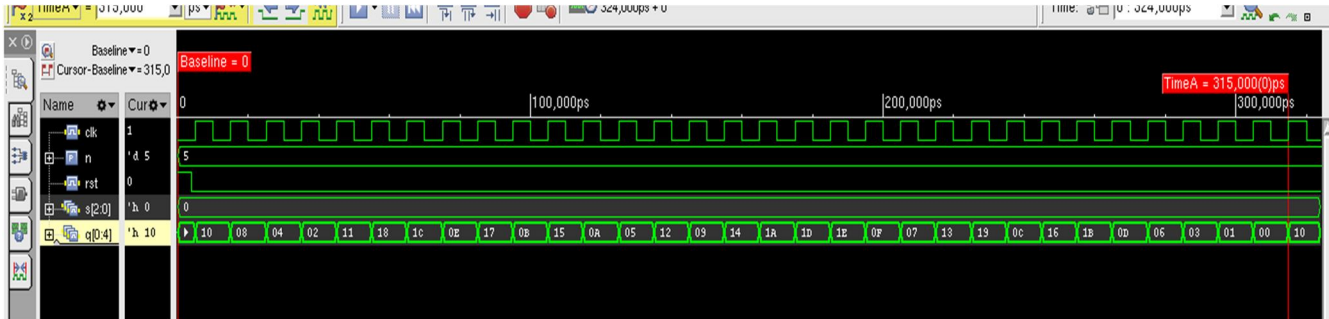 TimeA = 315,000 ps
324,000ps + 0
Time: 0 : 324,000ps
Baseline = 0
Cursor-Baseline = 315,0
Name Cur
Baseline = 0
TimeA = 315,000(0)ps
0 100,000ps 200,000ps 300,000ps
clk 1
n 'd 5 5
rst 0
s[2:0] 'h 0 0
q[0:4] 'h 10 10 08 04 02 11 18 1C 0E 17 0B 15 0A 05 12 09 14 1A 1D 1E 0F 07 13 19 0C 16 1B 0D 06 03 01 00 10